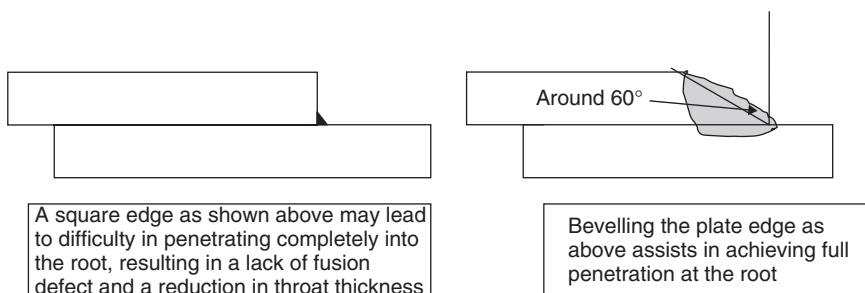 Around 60°
A square edge as shown above may lead
to difficulty in penetrating completely into
the root, resulting in a lack of fusion
defect and a reduction in throat thickness
Bevelling the plate edge as
above assists in achieving full
penetration at the root